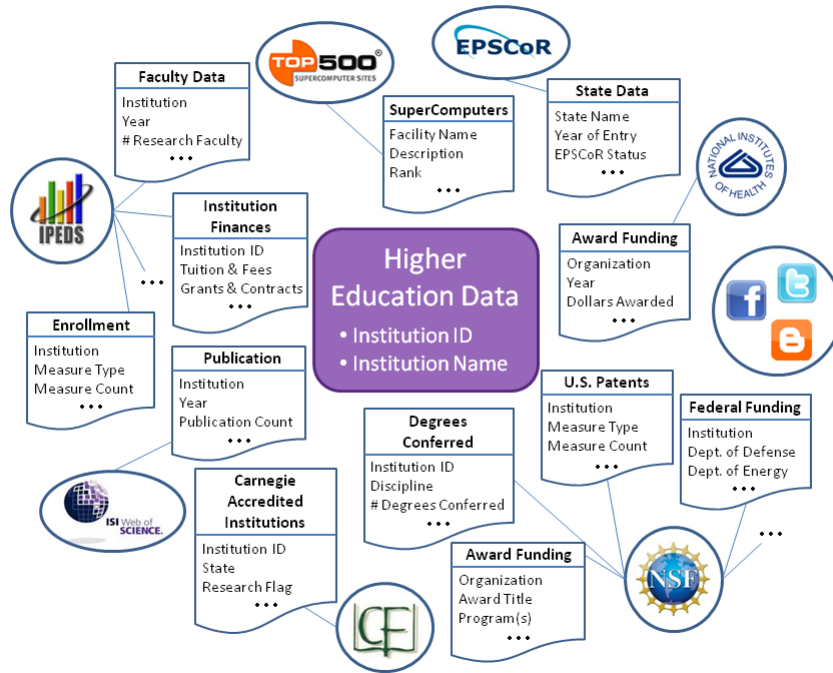 EPSCoR
TOP500®
SUPERCOMPUTER SITES
Faculty Data
Institution
Year
# Research Faculty
•••
SuperComputers
Facility Name
Description
Rank
•••
State Data
State Name
Year of Entry
EPSCoR Status
•••
NATIONAL INSTITUTES
OF HEALTH
IPEDS
Institution
Finances
Institution ID
Tuition & Fees
Grants & Contracts
•••
•••
Higher
Education Data
• Institution ID
• Institution Name
Award Funding
Organization
Year
Dollars Awarded
•••
f
t
Enrollment
Institution
Measure Type
Measure Count
•••
Publication
Institution
Year
Publication Count
•••
U.S. Patents
Institution
Measure Type
Measure Count
•••
Federal Funding
Institution
Dept. of Defense
Dept. of Energy
•••
•••
Degrees
Conferred
Institution ID
Discipline
# Degrees Conferred
•••
ISI Web of
SCIENCE.
Carnegie
Accredited
Institutions
Institution ID
State
Research Flag
•••
CF
Award Funding
Organization
Award Title
Program(s)
•••
NSF